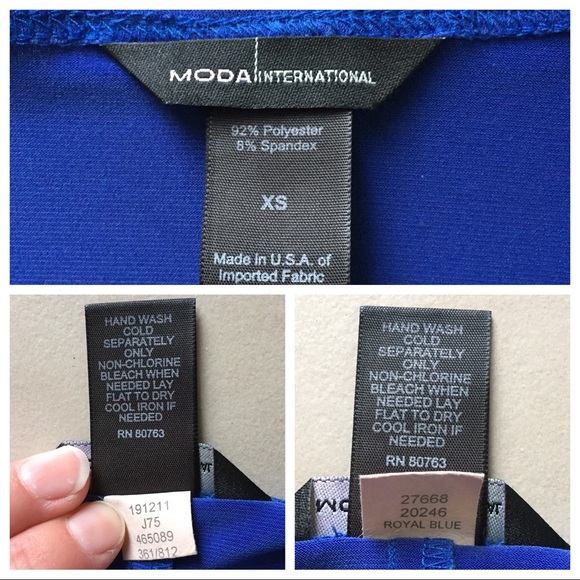 MODA INTERNATIONAL
92% Polyester
8% Spandex
XS
Made in U.S.A. of
Imported Fabric
HAND WASH
COLD
SEPARATELY
ONLY
NON-CHLORINE
BLEACH WHEN
NEEDED LAY
FLAT TO DRY
COOL IRON IF
NEEDED
RN 80763
191211
J75
465089
361/812
HAND WASH
COLD
SEPARATELY
ONLY
NON-CHLORINE
BLEACH WHEN
NEEDED LAY
FLAT TO DRY
COOL IRON IF
NEEDED
RN 80763
27668
20246
ROYAL BLUE